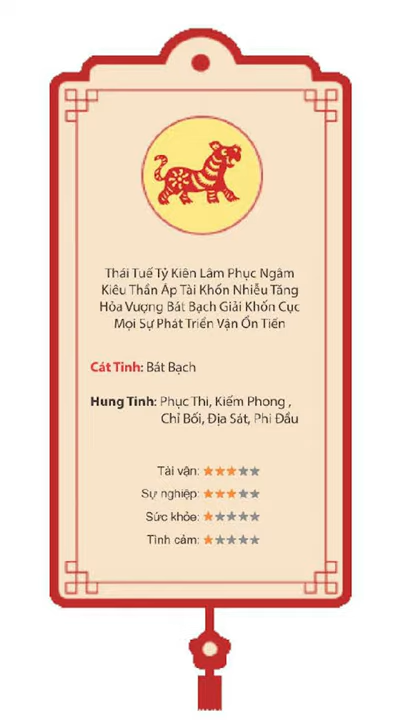 Thái Tuế Tỷ Kiên Lâm Phục Ngâm
Kiêu Thần Áp Tài Khốn Nhiễu Tăng
Hỏa Vượng Bát Bạch Giải Khốn Cục
Mọi Sự Phát Triển Vận Ổn Tiến
Cát Tinh: Bát Bạch
Hung Tinh: Phục Thi, Kiếm Phong ,
Chỉ Bối, Địa Sát, Phi Đầu
Tài vận: ★★★★★
Sự nghiệp: ★★★★★
Sức khỏe: ★★★★★
Tình cảm: ★★★★★